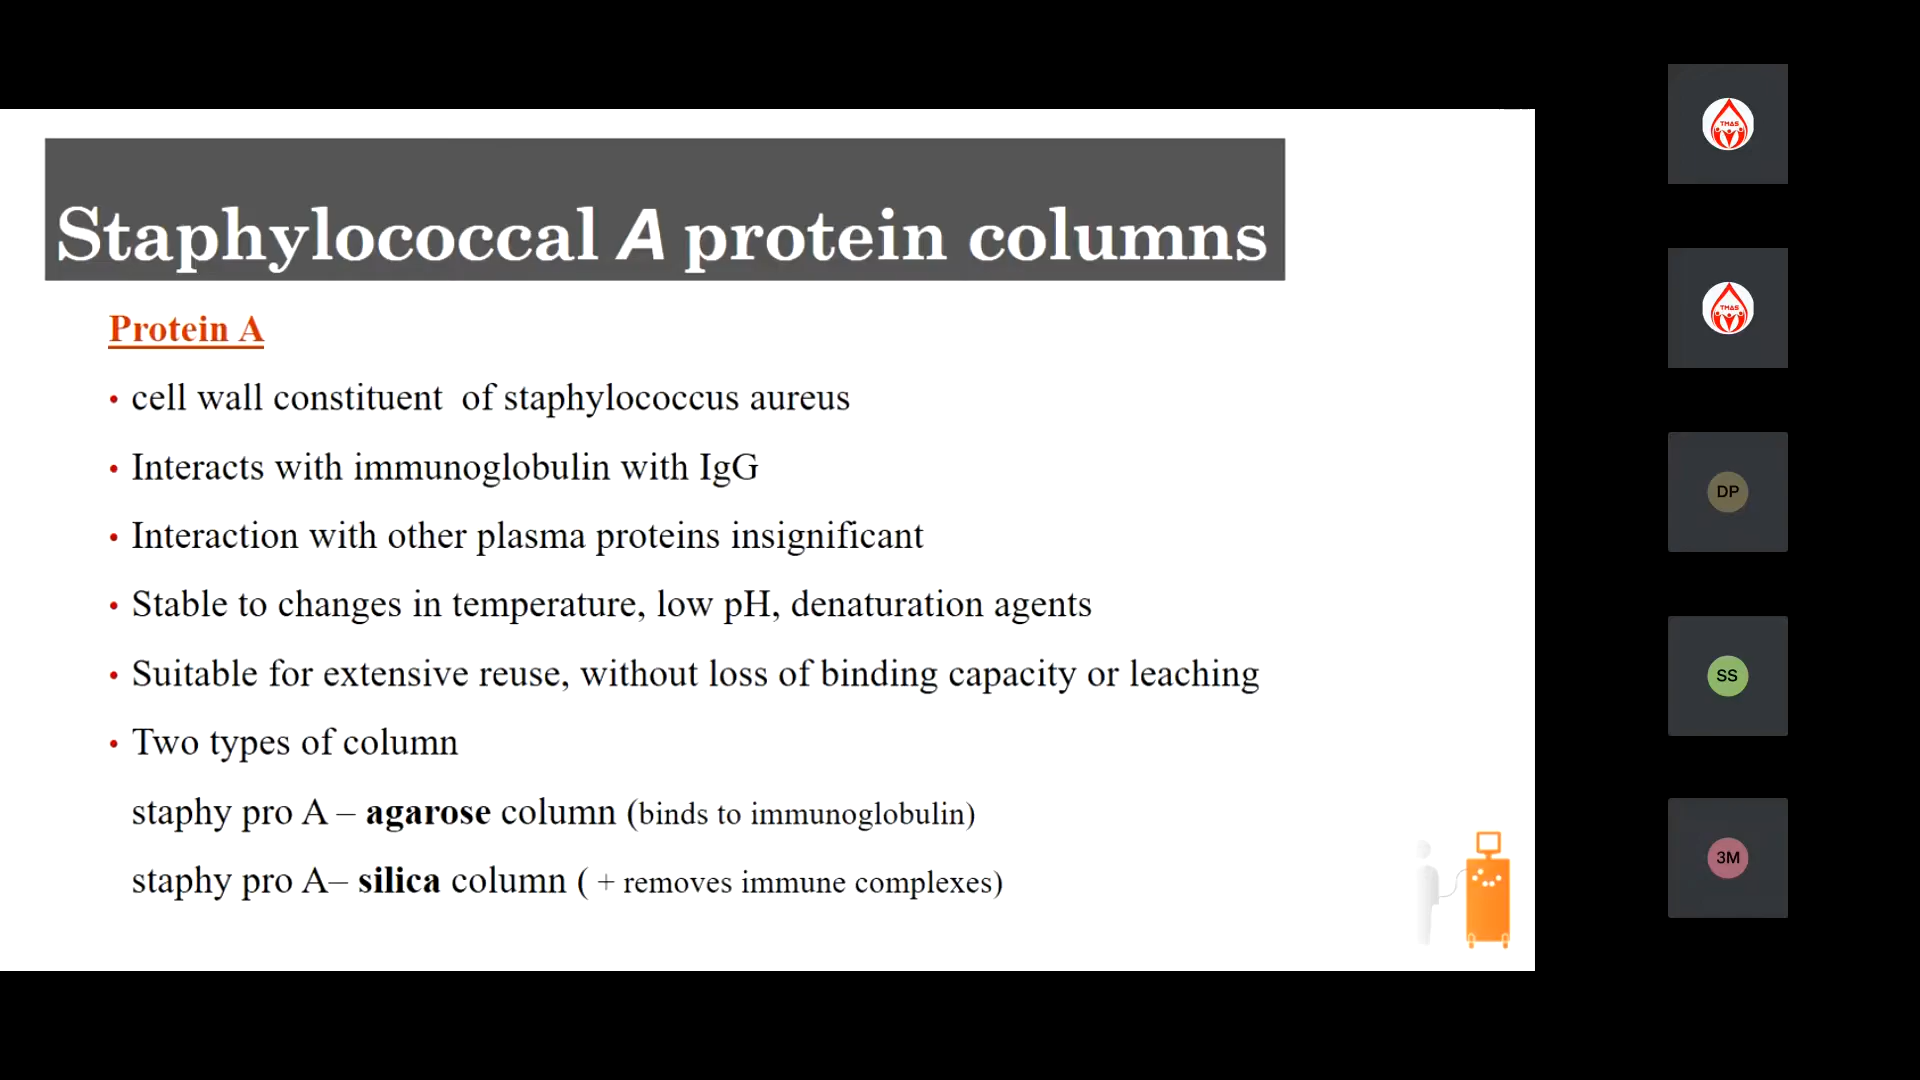 Staphylococcal A protein columns
Protein A
• cell wall constituent of staphylococcus aureus
• Interacts with immunoglobulin with IgG
• Interaction with other plasma proteins insignificant
• Stable to changes in temperature, low pH, denaturation agents
• Suitable for extensive reuse, without loss of binding capacity or leaching
• Two types of column
staphy pro A – agarose column (binds to immunoglobulin)
staphy pro A– silica column ( + removes immune complexes)
TMAS
TMAS
DP
SS
3M